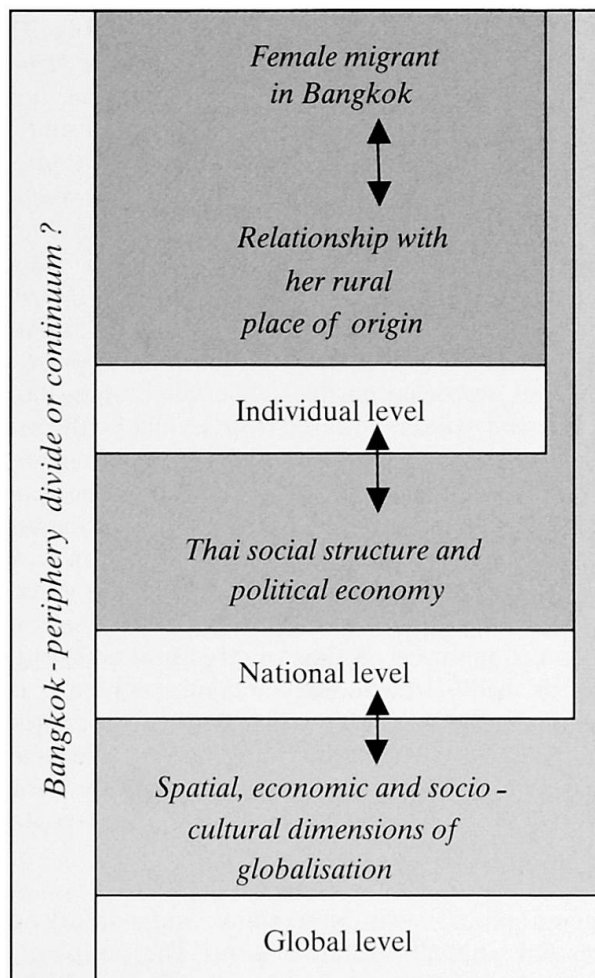 Bangkok - periphery divide or continuum ?
Female migrant
in Bangkok
Relationship with
her rural
place of origin
Individual level
Thai social structure and
political economy
National level
Spatial, economic and socio -
cultural dimensions of
globalisation
Global level